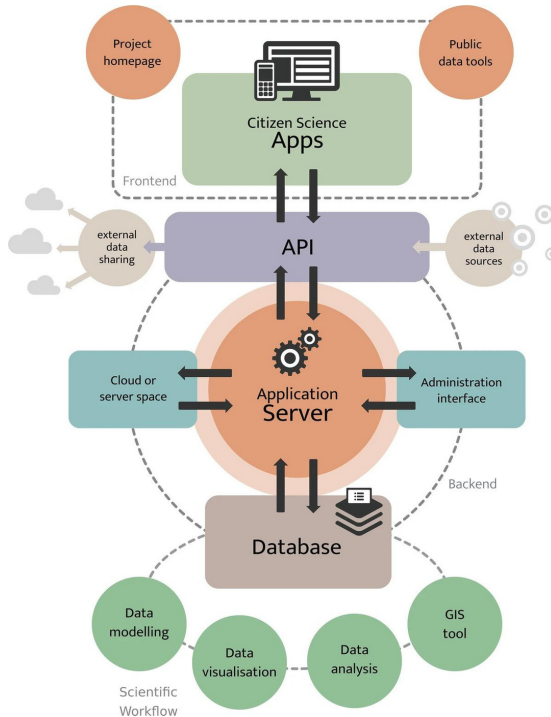 Project
homepage
Public
data tools
Citizen Science
Apps
Frontend
external
data
sharing
API
external
data
sources
Cloud or
server space
Application
Server
Administration
interface
Backend
Database
Data
modelling
Data
visualisation
Data
analysis
GIS
tool
Scientific
Workflow